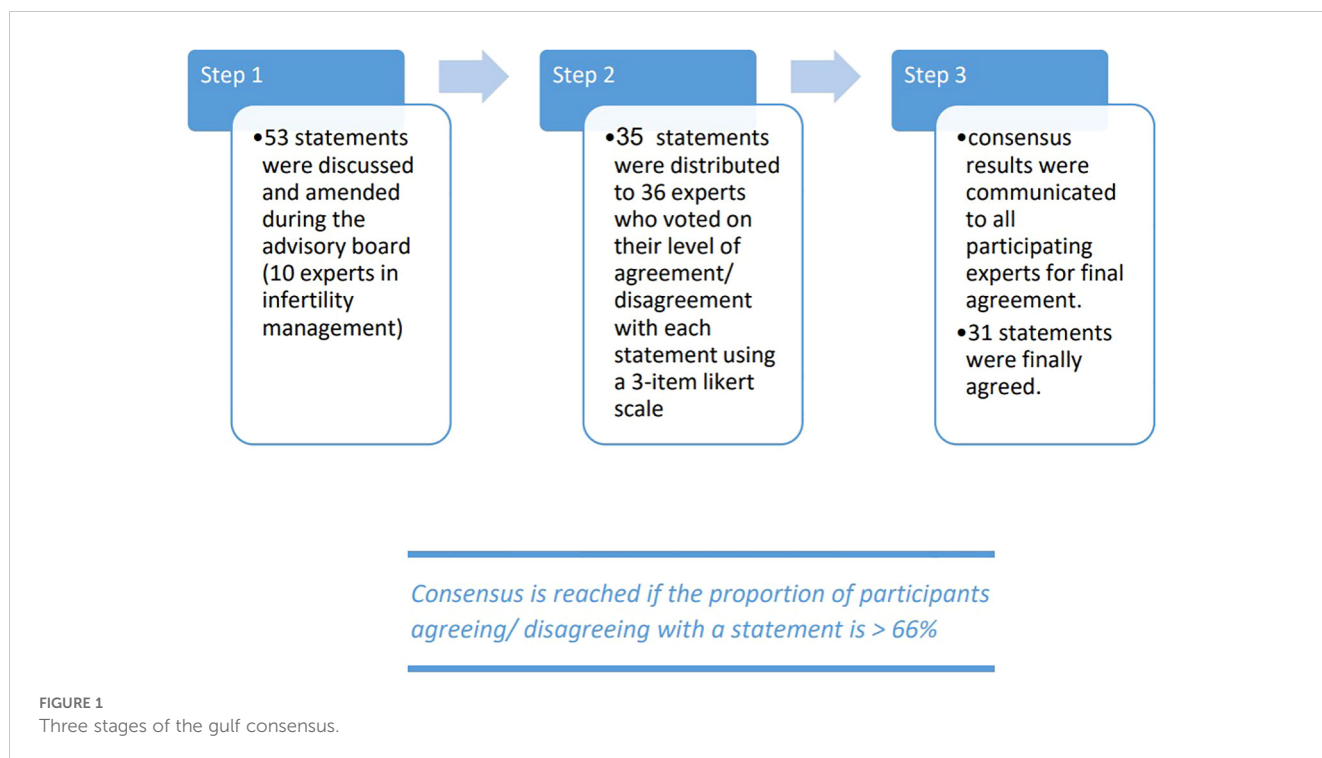 Step 1
•53 statements
were discussed
and amended
during the
advisory board
(10 experts in
infertility
management)
Step 2
•35 statements
were distributed
to 36 experts
who voted on
their level of
agreement/
disagreement
with each
statement using
a 3-item likert
scale
Step 3
•consensus
results were
communicated
to all
participating
experts for final
agreement.
•31 statements
were finally
agreed.
Consensus is reached if the proportion of participants
agreeing/ disagreeing with a statement is > 66%
FIGURE 1
Three stages of the gulf consensus.